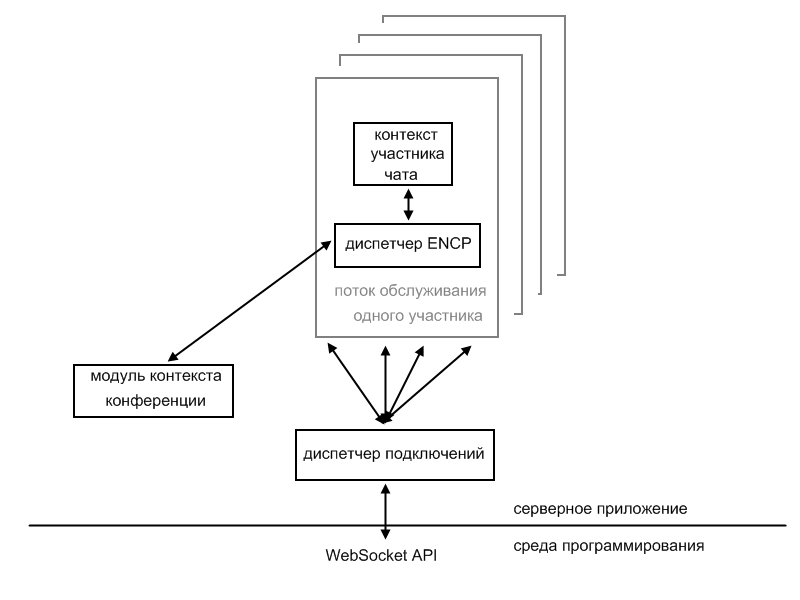 контекст
участника
чата
диспетчер ENCP
поток обслуживания
одного участника
модуль контекста
конференции
диспетчер подключений
серверное приложение
среда программирования
WebSocket API